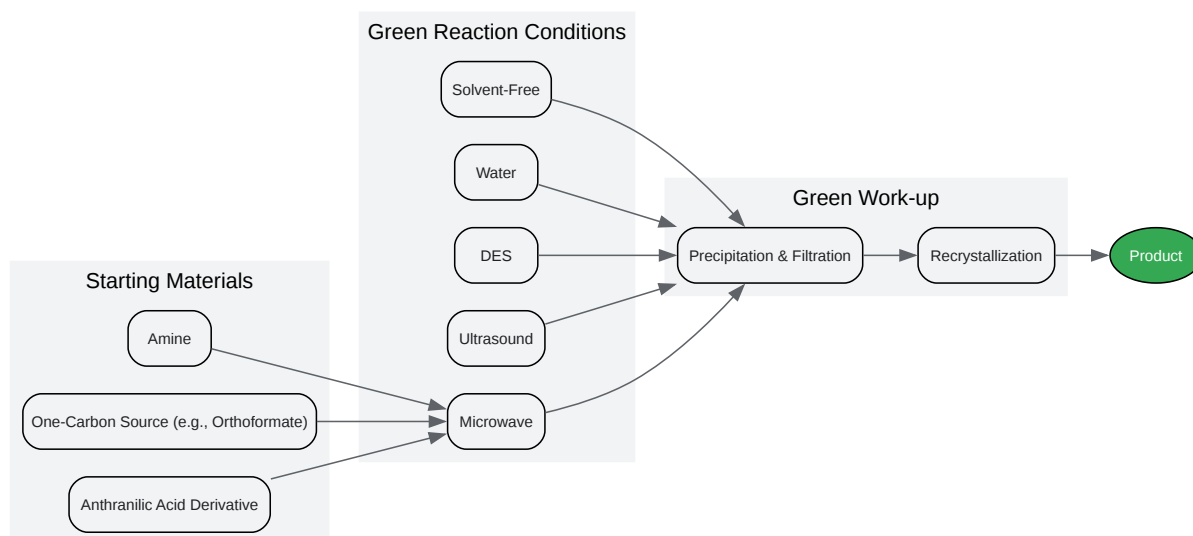 Green Reaction Conditions
Solvent-Free
Water
DES
Ultrasound
Microwave
Starting Materials
Amine
One-Carbon Source (e.g., Orthoformate)
Anthranilic Acid Derivative
Green Work-up
Precipitation & Filtration
Recrystallization
Product